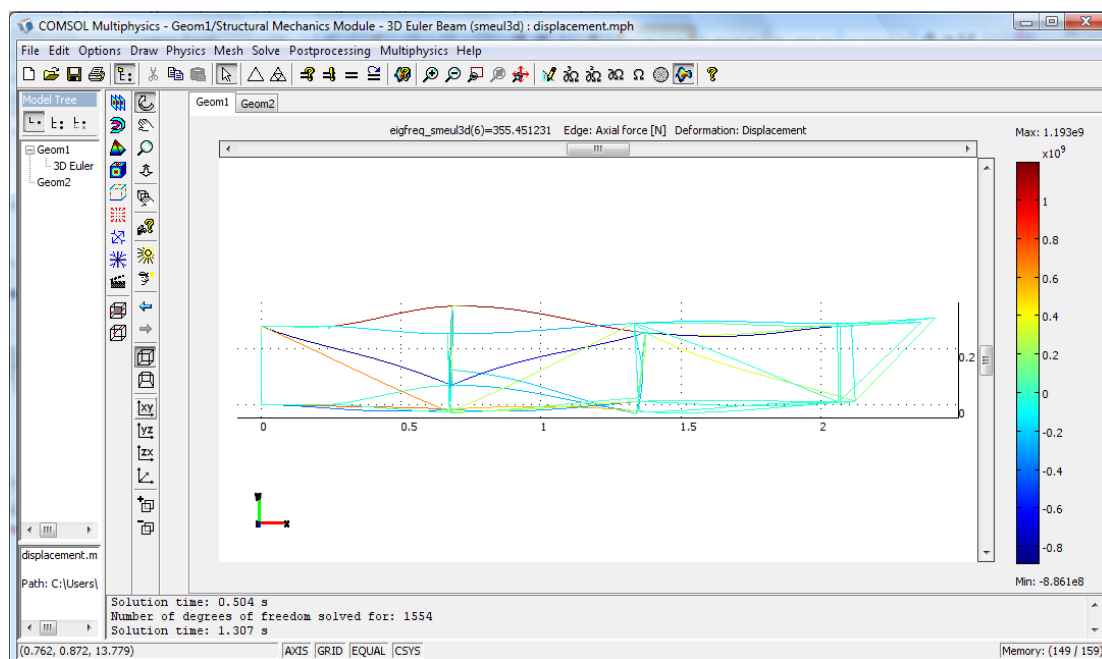 COMSOL Multiphysics - Geom1/Structural Mechanics Module - 3D Euler Beam (smeul3d) : displacement.mph
File Edit Options Draw Physics Mesh Solve Postprocessing Multiphysics Help
Model Tree
Geom1
3D Euler
Geom2
Geom1 Geom2
eigfreq_smeul3d(6)=355.451231 Edge: Axial force [N] Deformation: Displacement
Max: 1.193e9
x10^9
1
0.8
0.6
0.4
0.2
0
-0.2
-0.4
-0.6
-0.8
Min: -8.861e8
0.2
0
0 0.5 1 1.5 2
y
x
xy
yz
zx
displacement.m
Path: C:\Users\
Solution time: 0.504 s
Number of degrees of freedom solved for: 1554
Solution time: 1.307 s
(0.762, 0.872, 13.779) AXIS GRID EQUAL CSYS Memory: (149 / 159)